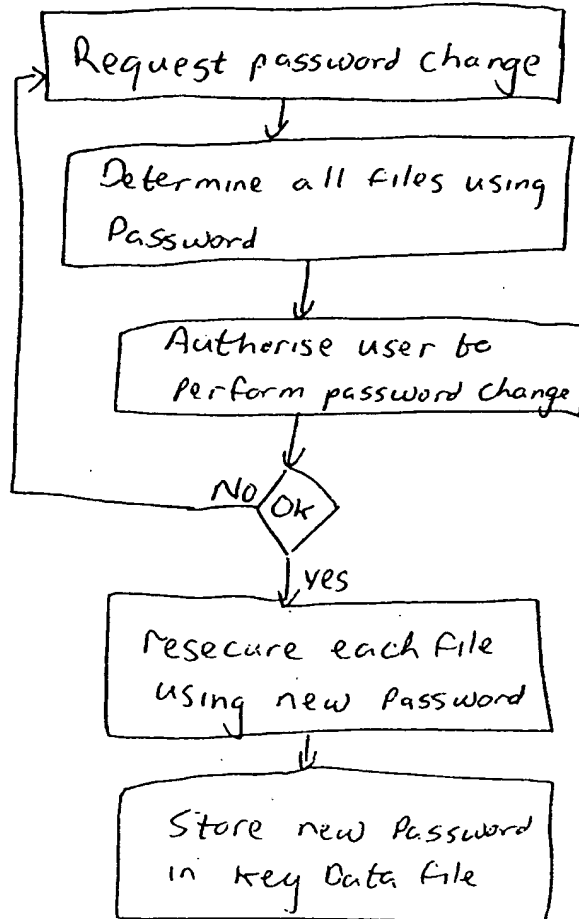 Request password change
Determine all files using
Password
Authorise user to
Perform password change
No
OK
yes
resecure each file
using new Password
Store new Password
in Key Data file